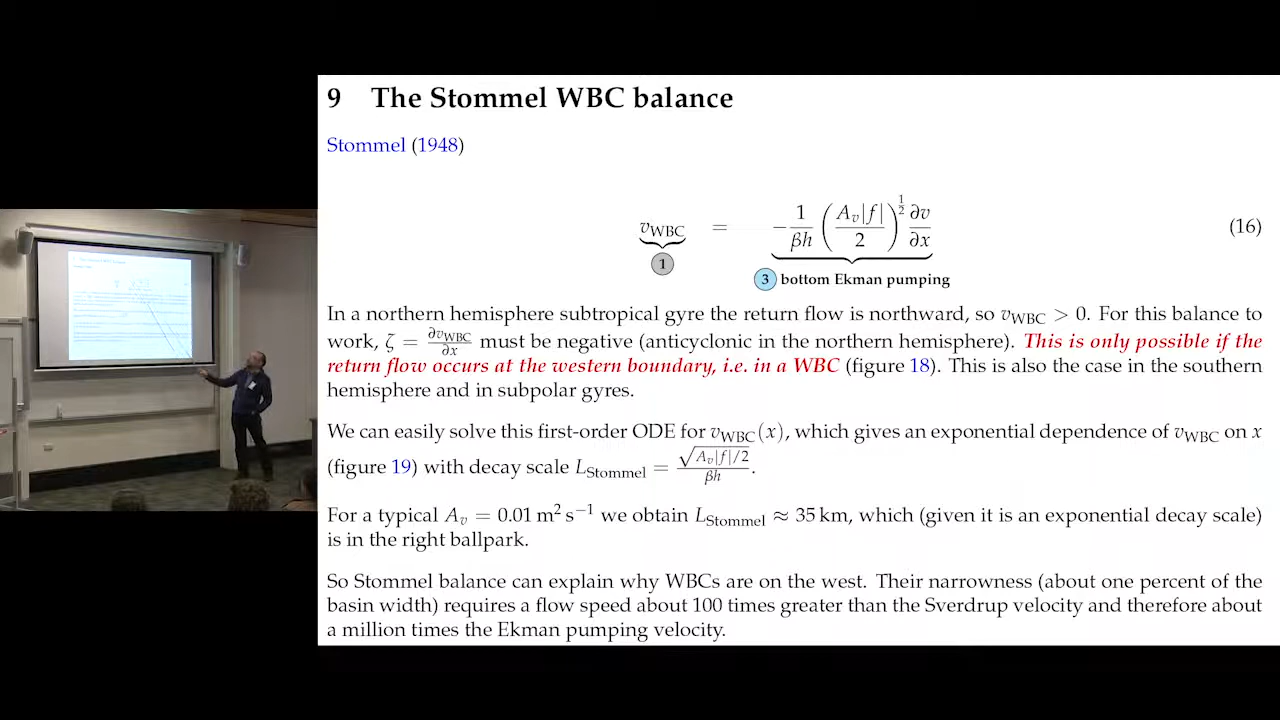 9 The Stommel WBC balance
Stommel (1948)
v_WBC = −1/(βh) (A_v|f|/2)^(1/2) ∂v/∂x (16)
1
3 bottom Ekman pumping
In a northern hemisphere subtropical gyre the return flow is northward, so v_WBC > 0. For this balance to
work, ζ = ∂v_WBC/∂x must be negative (anticyclonic in the northern hemisphere). This is only possible if the
return flow occurs at the western boundary, i.e. in a WBC (figure 18). This is also the case in the southern
hemisphere and in subpolar gyres.
We can easily solve this first-order ODE for v_WBC(x), which gives an exponential dependence of v_WBC on x
(figure 19) with decay scale L_Stommel = √(A_v|f|/2)/(βh).
For a typical A_v = 0.01 m² s⁻¹ we obtain L_Stommel ≈ 35 km, which (given it is an exponential decay scale)
is in the right ballpark.
So Stommel balance can explain why WBCs are on the west. Their narrowness (about one percent of the
basin width) requires a flow speed about 100 times greater than the Sverdrup velocity and therefore about
a million times the Ekman pumping velocity.